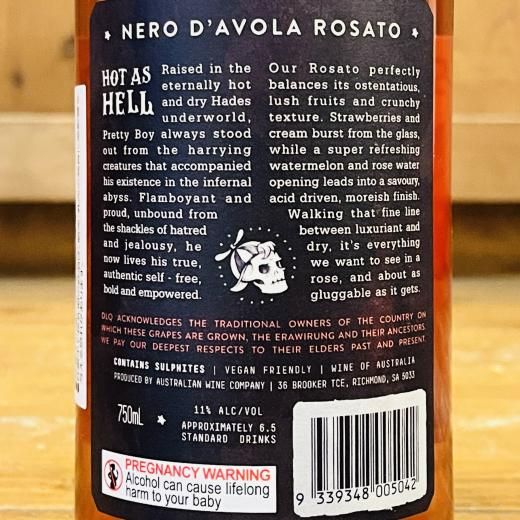 NERO D'AVOLA ROSATO
HOT AS
HELL
Raised in the
eternally hot
and dry Hades
underworld,
Pretty Boy always stood
out from the harrying
creatures that accompanied
his existence in the infernal
abyss. Flamboyant and
proud, unbound from
the shackles of hatred
and jealousy, he
now lives his true,
authentic self - free,
bold and empowered.
Our Rosato perfectly
balances its ostentatious,
lush fruits and crunchy
texture. Strawberries and
cream burst from the glass,
while a super refreshing
watermelon and rose water
opening leads into a savoury,
acid driven, moreish finish.
Walking that fine line
between luxuriant and
dry, it's everything
we want to see in a
rose, and about as
gluggable as it gets.
DLQ ACKNOWLEDGES THE TRADITIONAL OWNERS OF THE COUNTRY ON
WHICH THESE GRAPES ARE GROWN, THE ERAWIRUNG AND THEIR ANCESTORS.
WE PAY OUR DEEPEST RESPECTS TO THEIR ELDERS PAST AND PRESENT.
CONTAINS SULPHITES | VEGAN FRIENDLY | WINE OF AUSTRALIA
PRODUCED BY AUSTRALIAN WINE COMPANY | 36 BROOKER TCE, RICHMOND, SA 5033
750mL
11% ALC/VOL
APPROXIMATELY 6.5
STANDARD DRINKS
PREGNANCY WARNING
Alcohol can cause lifelong
harm to your baby
9 339348 005042